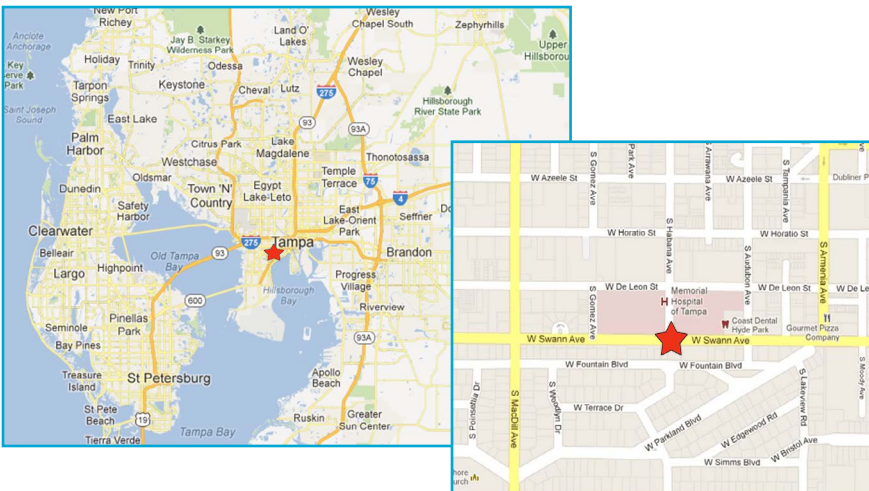 New Port
Richey
Wesley
Chapel South
Zephyrhills
Land O'
Lakes
Jay B. Starkey
Wilderness Park
Anclote
Anchorage
Upper
Holiday
Trinity
Odessa
Wesley
Chapel
Key
Park
Keystone
Cheval
Lutz
275
Tarpon
Springs
Hillsborough
River State Park
Saint Joseph
Sound
East Lake
93
93A
Palm
Harbor
Citrus Park
Lake
Magdalene
Thonotosassa
Westchase
Oldsmar
Temple
Terrace
75
Dunedin
Town 'N'
Country
Egypt
Lake-Leto
4
Safety
Harbor
East
Lake-Orient
Park
Seffner
Clearwater
275
Tampa
Belleair
Old Tampa
Bay
93
Brandon
Largo
Highpoint
Progress
Village
Hillsborough
Bay
600
Riverview
Pinellas
Park
Seminole
93A
Bay Pines
Treasure
Island
St Petersburg
Apollo
Beach
St Pete
Beach
19
Ruskin
Greater
Sun Center
Tierra Verde
Tampa Bay
S Gomez Ave
Park Ave
S Arrawana Ave
S Tampania Ave
W Azeele St
W Azeele St
Dubliner P
S Habana Ave
W Horatio St
W Horatio St
S Audubon Ave
S Armenia Ave
W De Leon St
W De Leon St
W De Le
H
Memorial
Hospital
of Tampa
S Gomez Ave
Coast Dental
Hyde Park
Gourmet Pizza
Company
W Swann Ave
W Swann Ave
W Fountain Blvd
W Fountain Blvd
S Moody Ave
S Ponsetta Dr
S MacDill Ave
S Woodlyn Dr
S Lakeview Rd
W Terrace Dr
W Parkland Blvd
W Edgewood Rd
W Bristol Ave
W Simms Blvd
hore
urch